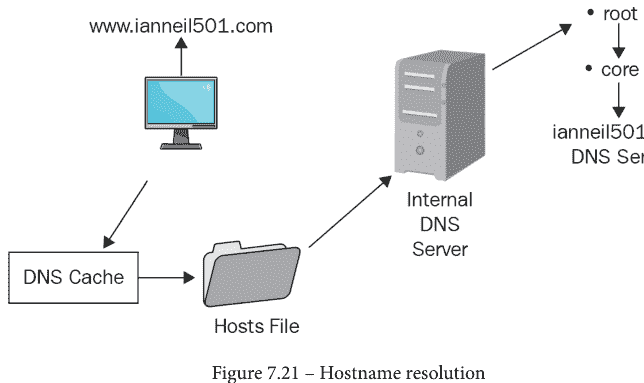 www.ianneil501.com
• root
• core
ianneil501
DNS Ser
Internal
DNS
Server
DNS Cache
Hosts File
Figure 7.21 – Hostname resolution